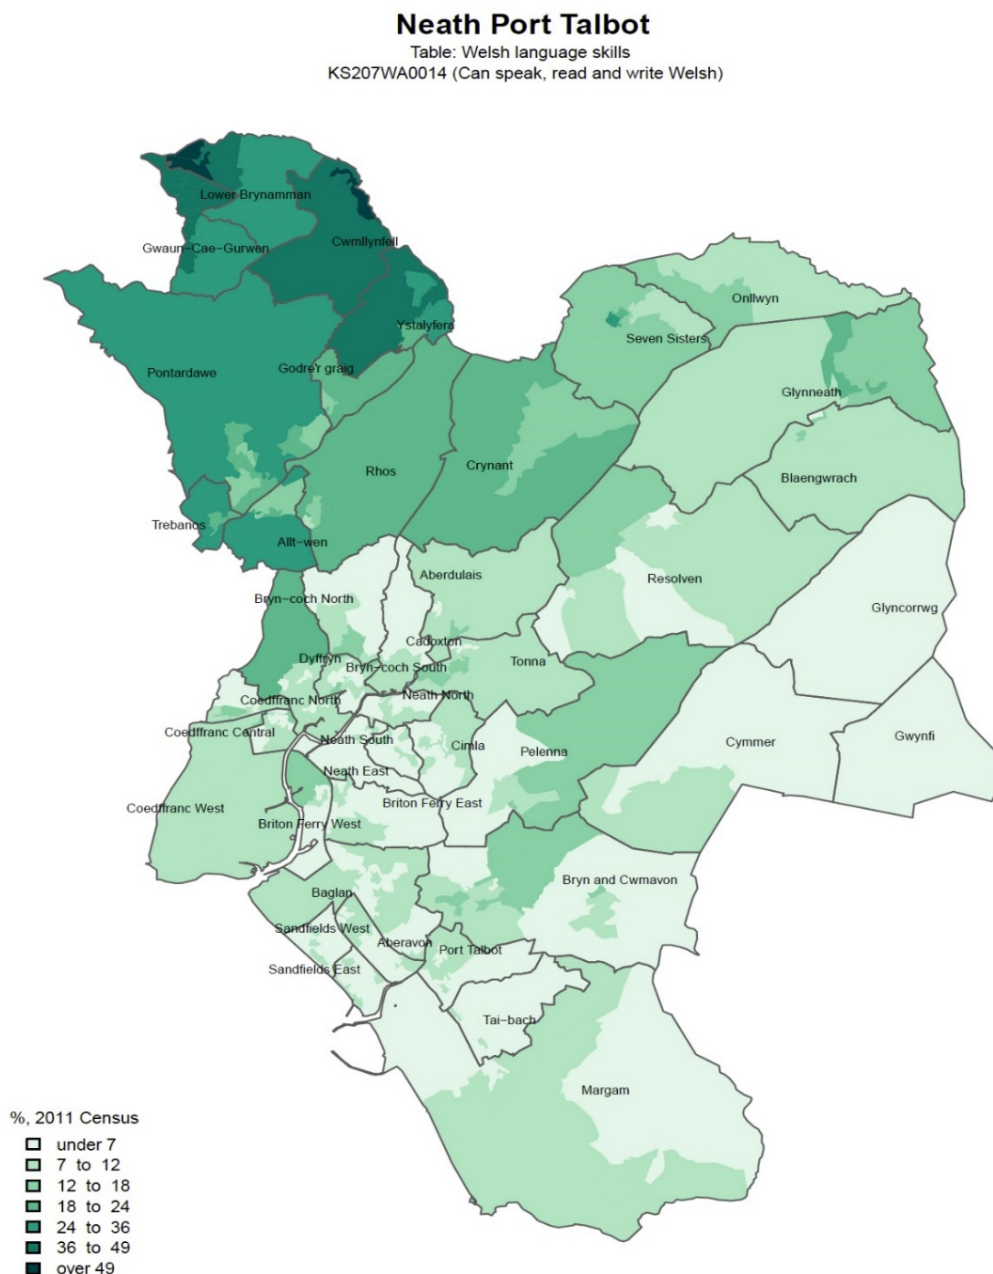 Neath Port Talbot
Table: Welsh language skills
KS207WA0014 (Can speak, read and write Welsh)
Lower Brynamman
Cwmllynfell
Gwaun-Cae-Gurwen
Onllwyn
Ystalyfera
Seven Sisters
Godre'r graig
Pontardawe
Glynneath
Rhos
Crynant
Blaengwrach
Trebanos
Allt-wen
Aberdulais
Resolven
Bryn-coch North
Glyncorrwg
Cadoxton
Dyffryn
Bryn-coch South
Tonna
Neath North
Coedffranc North
Coedffranc Central
Neath South
Cimla
Pelenna
Cymmer
Gwynfi
Neath East
Coedffranc West
Briton Ferry East
Briton Ferry West
Bryn and Cwmavon
Baglan
Sandfields West
Aberavon
Port Talbot
Sandfields East
Tai-bach
Margam
%, 2011 Census
under 7
7 to 12
12 to 18
18 to 24
24 to 36
36 to 49
over 49